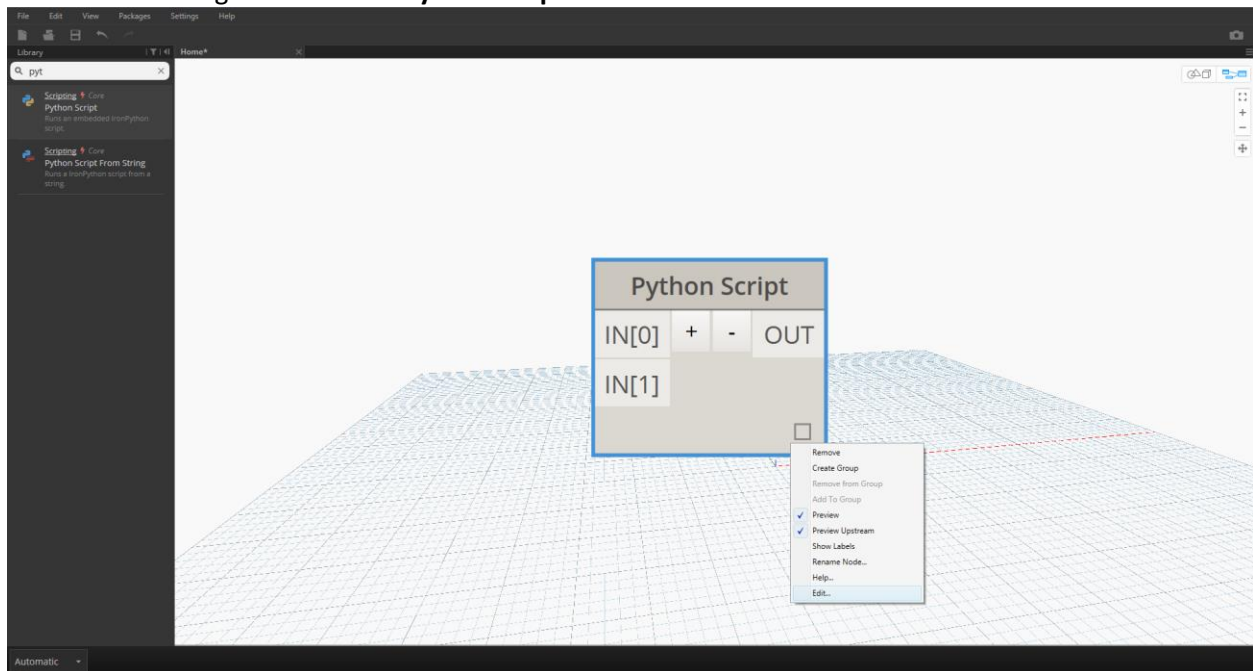 File Edit View Packages Settings Help
Library
Home*
pyt
Scripting Core
Python Script
Runs an embedded IronPython
script.
Scripting Core
Python Script From String
Runs a IronPython script from a
string.
Python Script
IN[0] + - OUT
IN[1]
Remove
Create Group
Remove from Group
Add To Group
Preview
Preview Upstream
Show Labels
Rename Node...
Help...
Edit...
Automatic